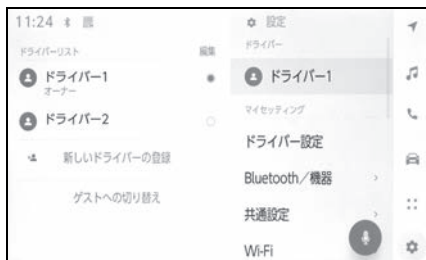 11:24
ドライバーリスト
編集
ドライバー1
オーナー
ドライバー2
新しいドライバーの登録
ゲストへの切り替え
設定
ドライバー
ドライバー1
マイセッティング
ドライバー設定
Bluetooth/機器
共通設定
Wi-Fi